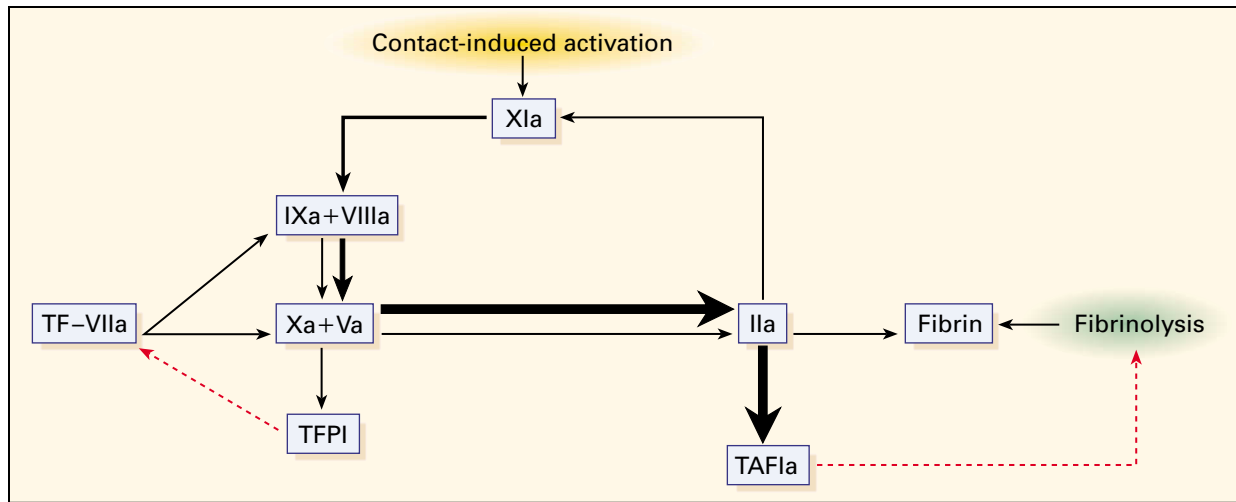 Contact-induced activation
XIa
IXa+VIIIa
TF–VIIa
Xa+Va
IIa
Fibrin
Fibrinolysis
TFPI
TAFIa